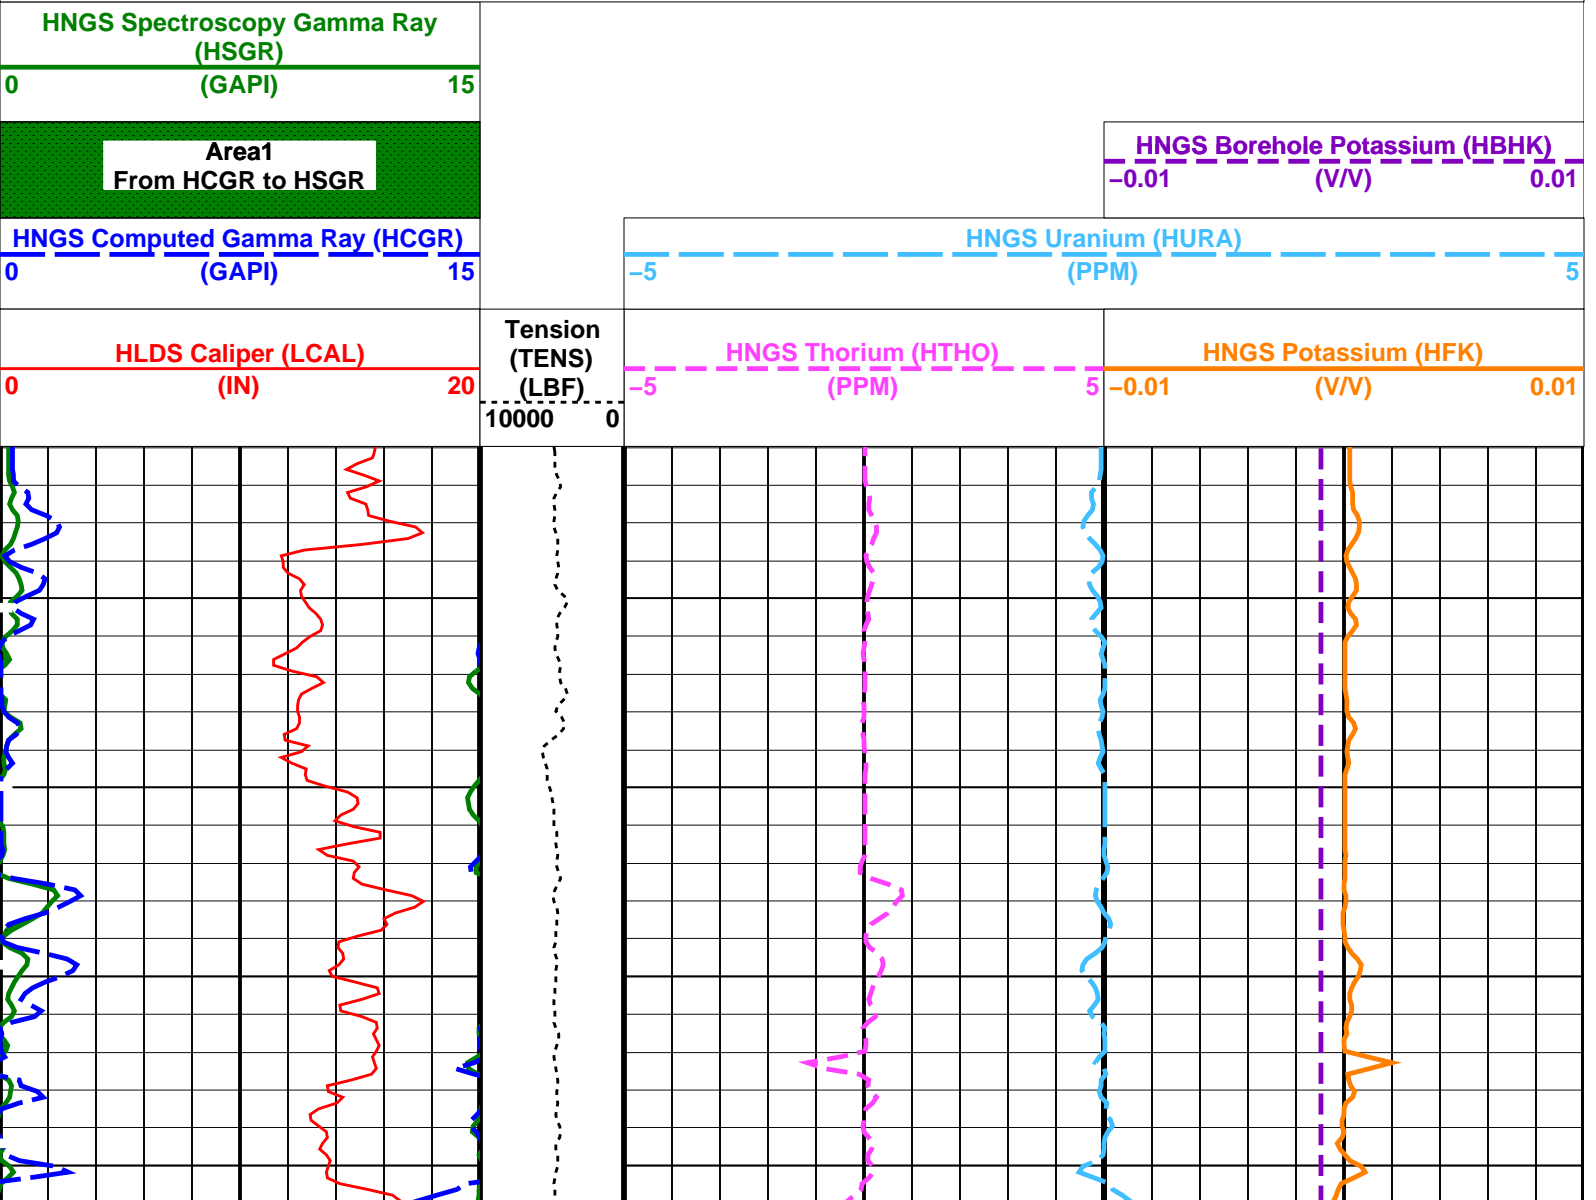 HNGS Spectroscopy Gamma Ray
(HSGR)
0 (GAPI) 15
Area1
From HCGR to HSGR
HNGS Borehole Potassium (HBHK)
−0.01 (V/V) 0.01
HNGS Computed Gamma Ray (HCGR)
0 (GAPI) 15
HNGS Uranium (HURA)
−5 (PPM) 5
HLDS Caliper (LCAL)
0 (IN) 20
Tension
(TENS)
(LBF)
10000 0
HNGS Thorium (HTHO)
−5 (PPM) 5
HNGS Potassium (HFK)
−0.01 (V/V) 0.01